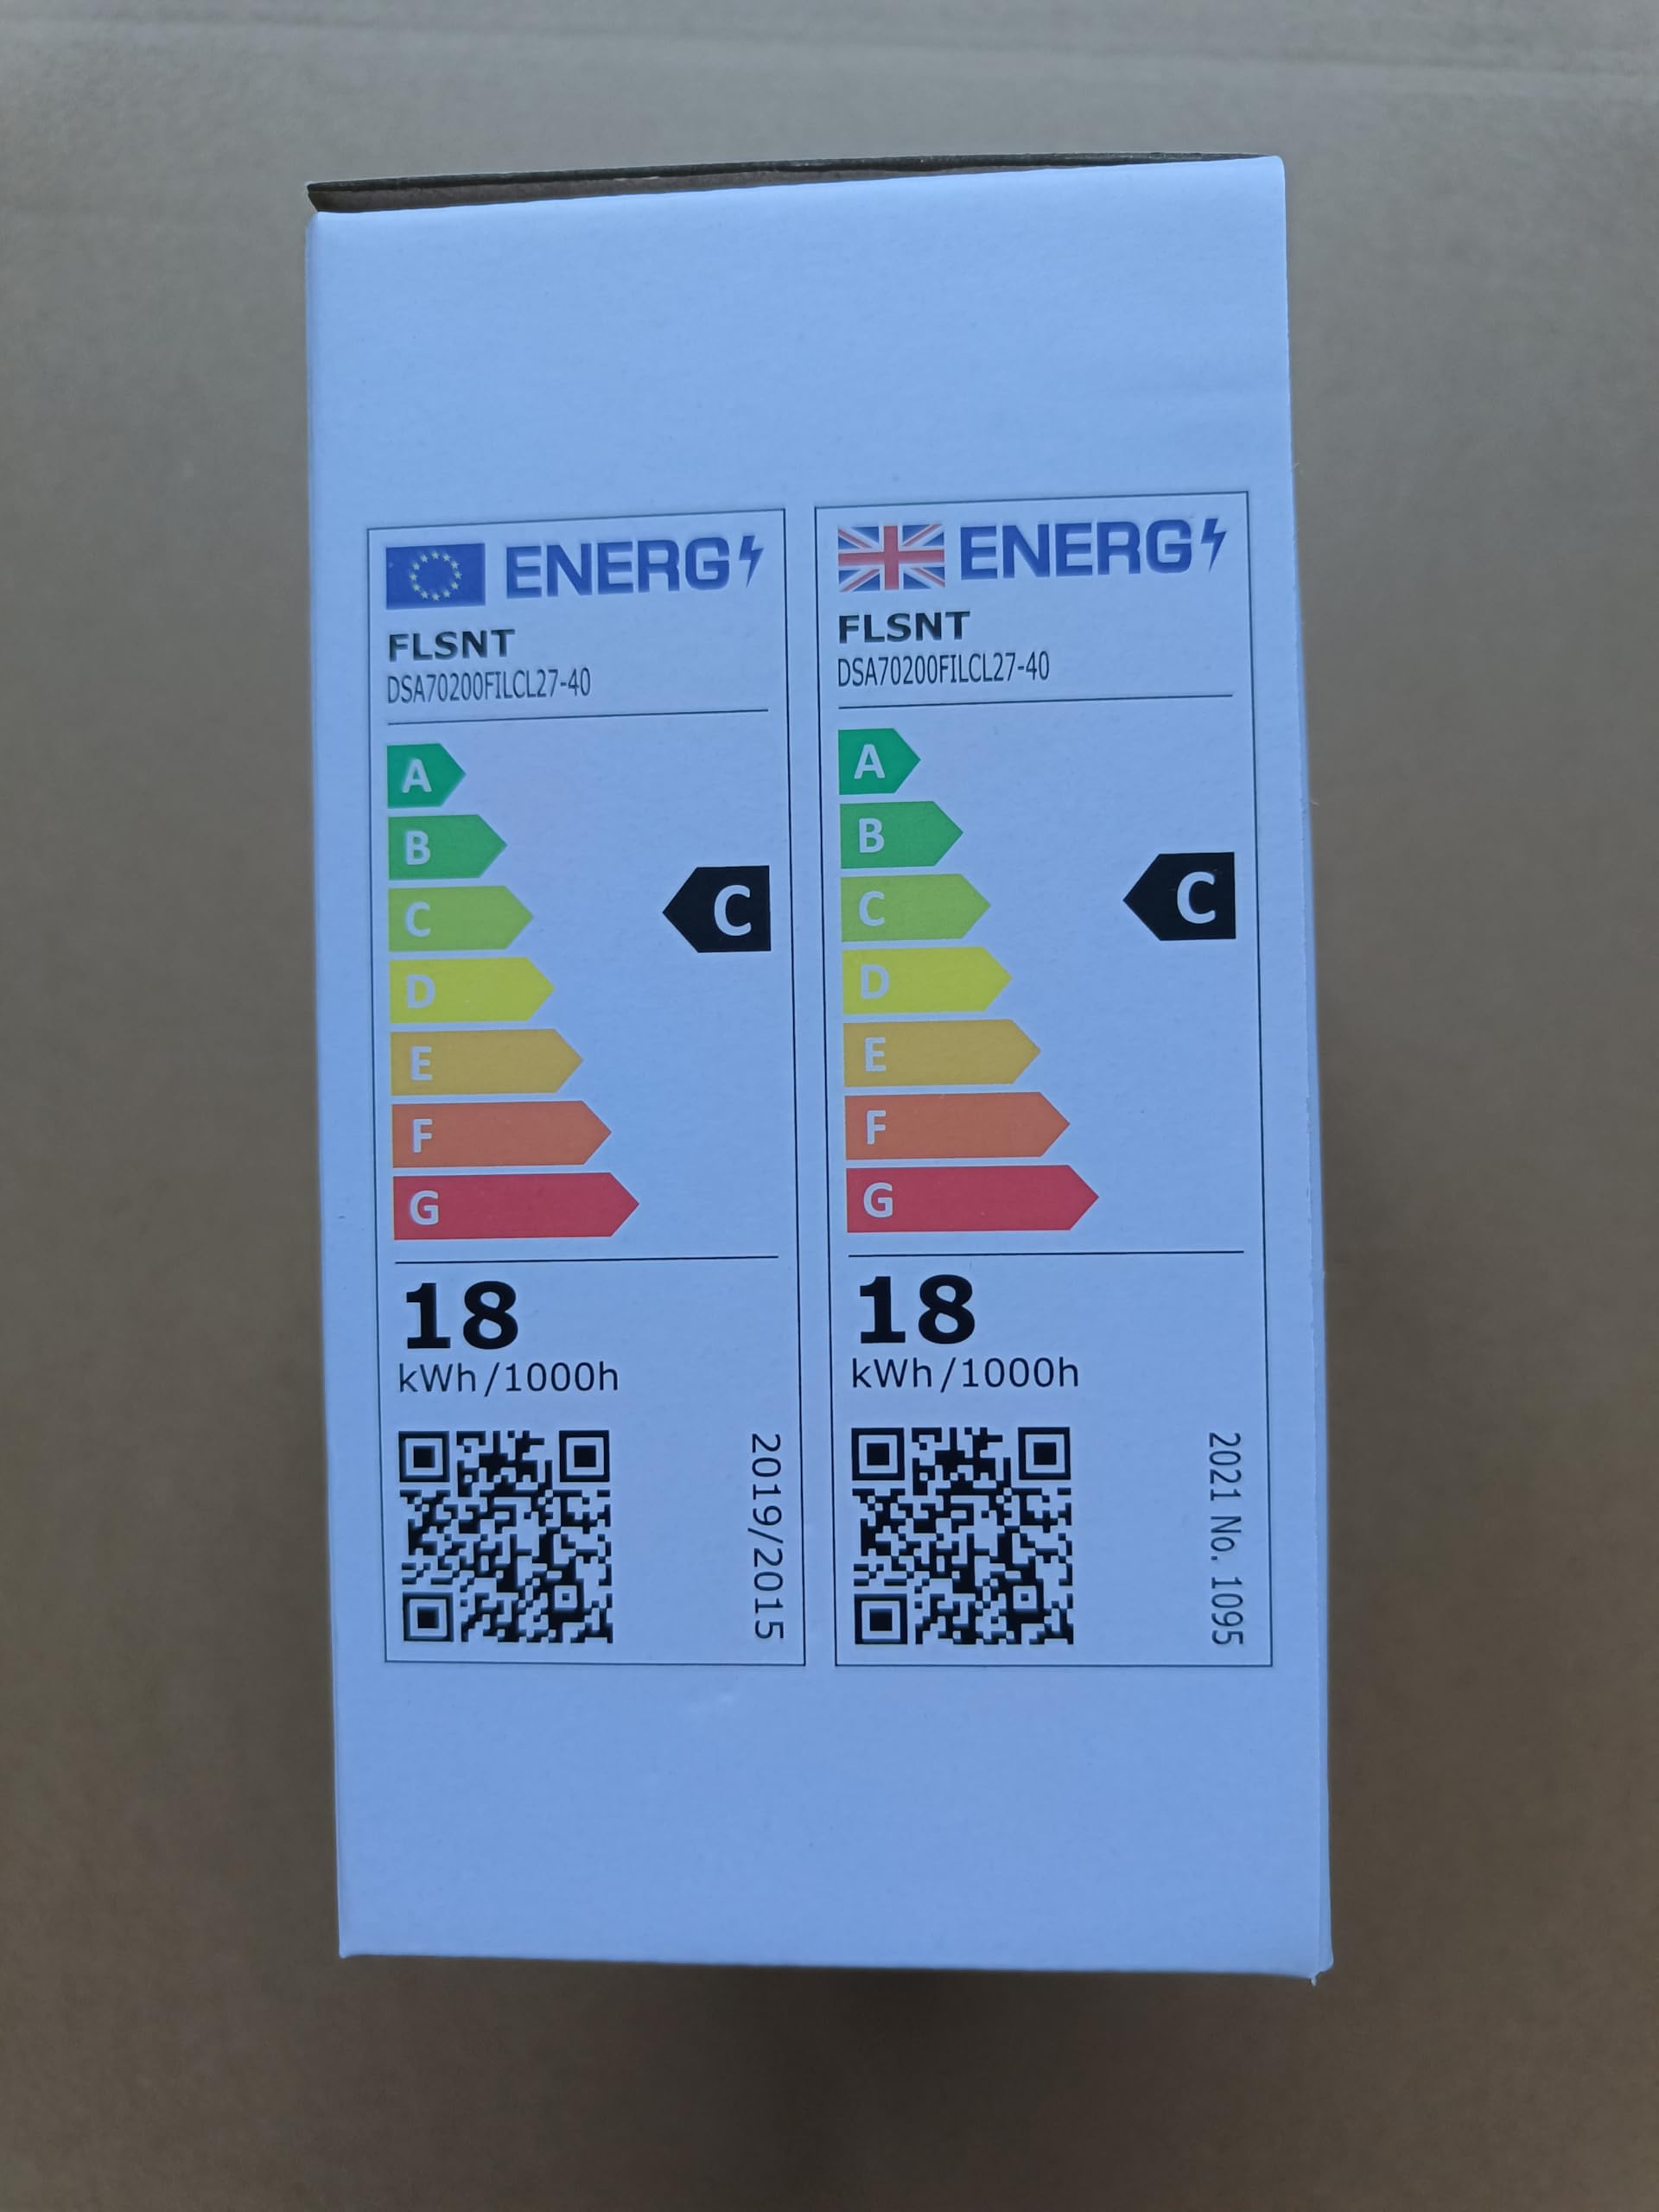 ENERG
FLSNT
DSA70200FILCL27-40
A
B
C
C
D
E
F
G
18
kWh/1000h
2019/2015
ENERG
FLSNT
DSA70200FILCL27-40
A
B
C
C
D
E
F
G
18
kWh/1000h
2021 No. 1095